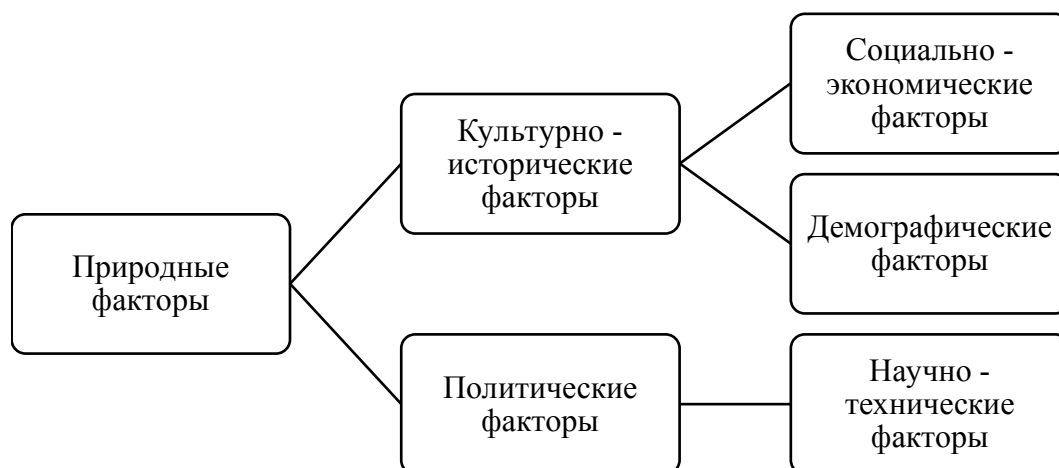 Природные
факторы
Культурно -
исторические
факторы
Политические
факторы
Социально -
экономические
факторы
Демографические
факторы
Научно -
технические
факторы